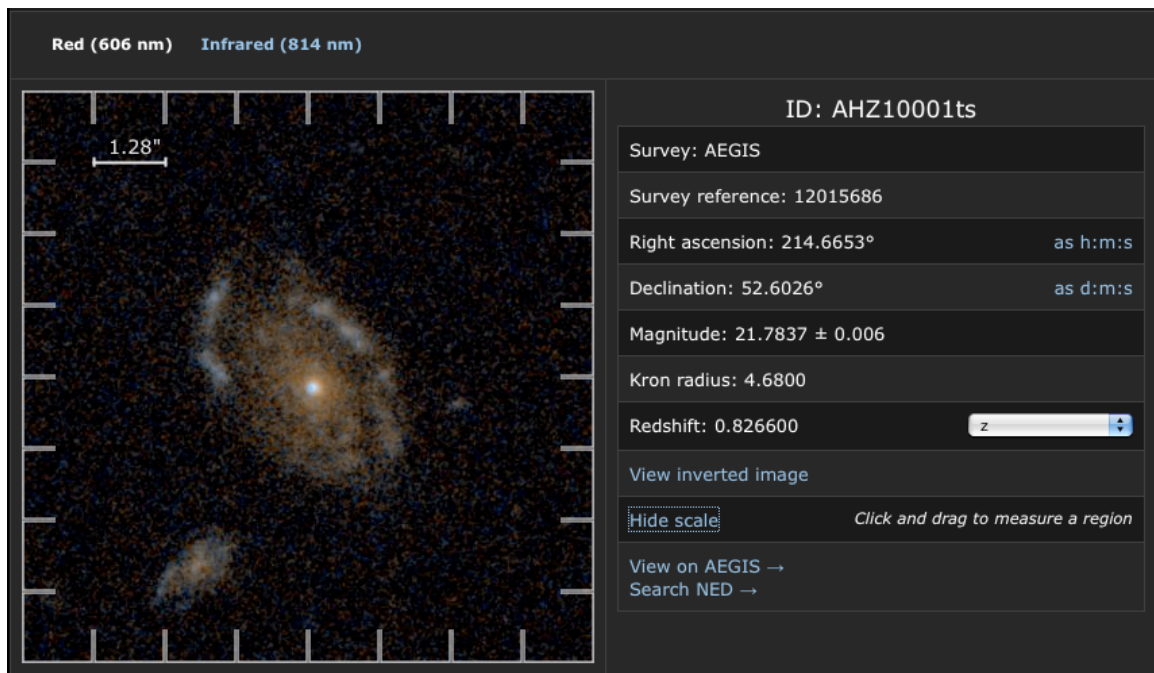 Red (606 nm) Infrared (814 nm)
1.28"
ID: AHZ10001ts
Survey: AEGIS
Survey reference: 12015686
Right ascension: 214.6653° as h:m:s
Declination: 52.6026° as d:m:s
Magnitude: 21.7837 ± 0.006
Kron radius: 4.6800
Redshift: 0.826600 z
View inverted image
Hide scale Click and drag to measure a region
View on AEGIS →
Search NED →